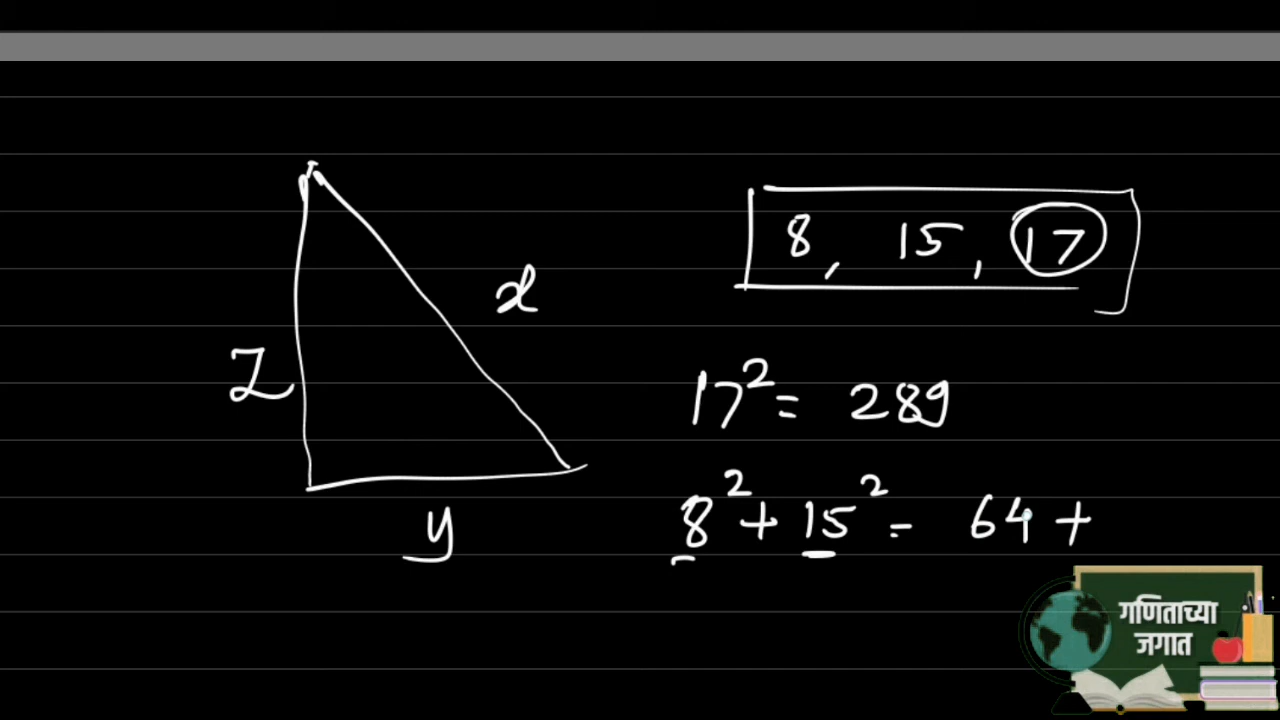 8, 15, 17
x
Z
17² = 289
y
8² + 15² = 64 +
गणिताच्या
जगात